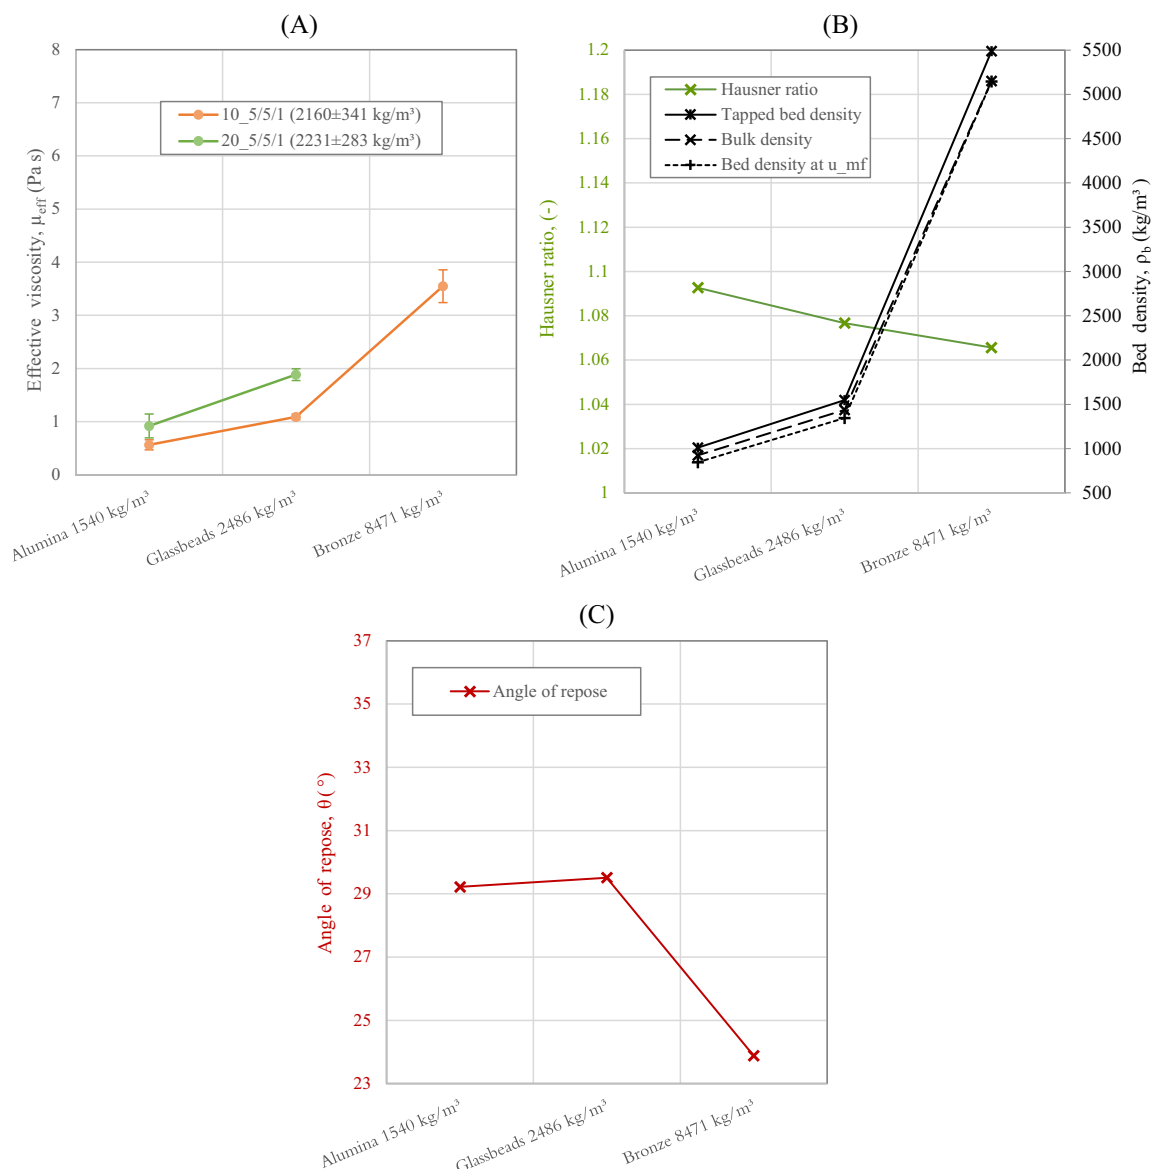 (A)
8
7
6
5
4
3
2
1
0
Effective viscosity, μeff (Pa s)
10_5/5/1 (2160±341 kg/m³)
20_5/5/1 (2231±283 kg/m³)
Alumina 1540 kg/m³
Glassbeads 2486 kg/m³
Bronze 8471 kg/m³
(B)
1.2
1.18
1.16
1.14
1.12
1.1
1.08
1.06
1.04
1.02
1
Hausner ratio, (-)
Hausner ratio
Tapped bed density
Bulk density
Bed density at u_mf
5500
5000
4500
4000
3500
3000
2500
2000
1500
1000
500
Bed density, ρb (kg/m³)
Alumina 1540 kg/m³
Glassbeads 2486 kg/m³
Bronze 8471 kg/m³
(C)
37
35
33
31
29
27
25
23
Angle of repose, θ (°)
Angle of repose
Alumina 1540 kg/m³
Glassbeads 2486 kg/m³
Bronze 8471 kg/m³